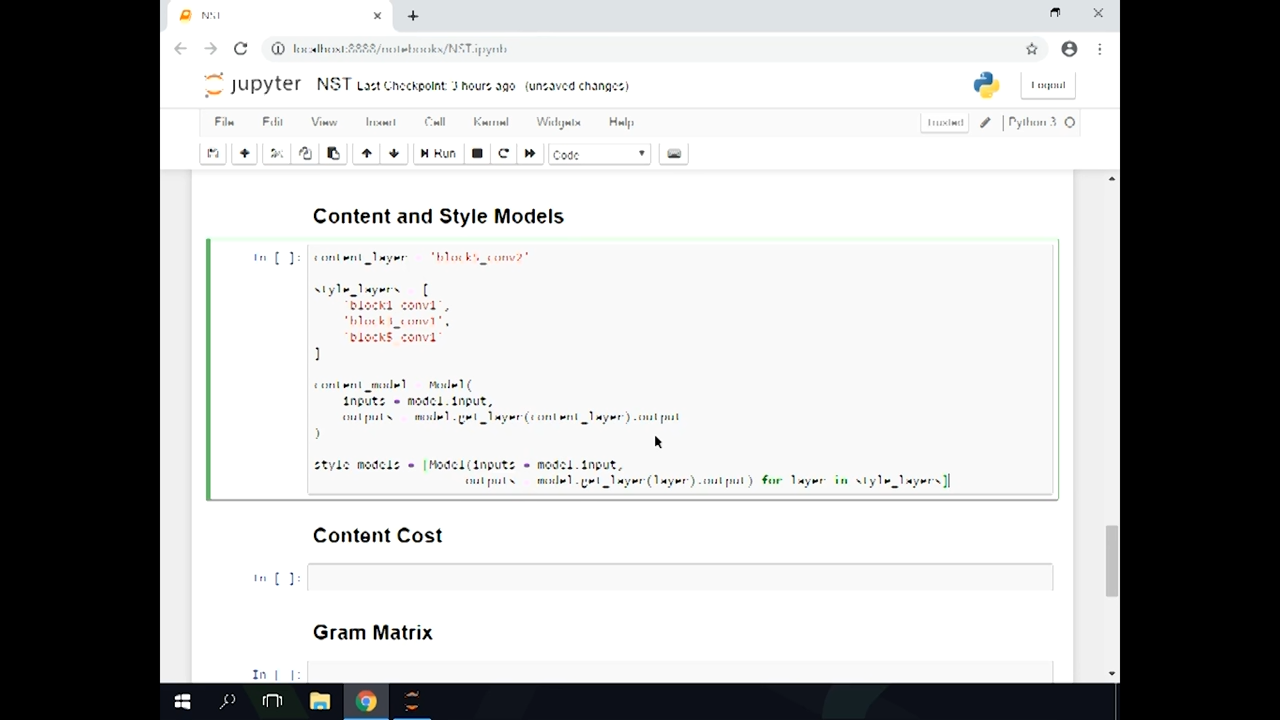 NST
localhost:8888/notebooks/NST.ipynb
jupyter NST Last Checkpoint: 3 hours ago (unsaved changes)
Logout
File Edit View Insert Cell Kernel Widgets Help
Trusted Python 3
Run Code
Content and Style Models
In [ ]: content_layer = 'block5_conv2'
style_layers = [
'block1_conv1',
'block3_conv1',
'block5_conv1'
]
content_model = Model(
inputs = model.input,
outputs = model.get_layer(content_layer).output
)
style_models = [Model(inputs = model.input,
outputs = model.get_layer(layer).output) for layer in style_layers]
Content Cost
In [ ]:
Gram Matrix
In [ ]: